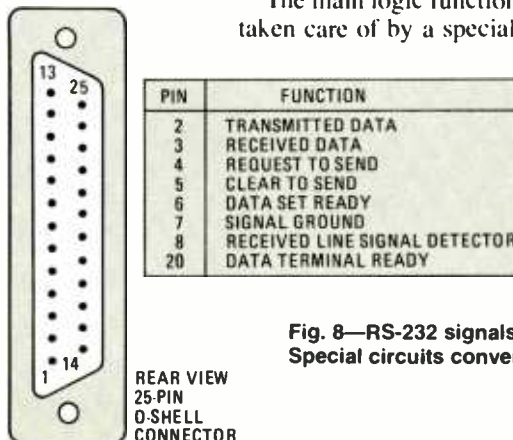 The main logic function
taken care of by a special
13
25
PIN FUNCTION
2 TRANSMITTED DATA
3 RECEIVED DATA
4 REQUEST TO SEND
5 CLEAR TO SEND
6 DATA SET READY
7 SIGNAL GROUND
8 RECEIVED LINE SIGNAL DETECTOR
20 DATA TERMINAL READY
14
1
REAR VIEW
25-PIN
D-SHELL
CONNECTOR
Fig. 8—RS-232 signals
Special circuits conver